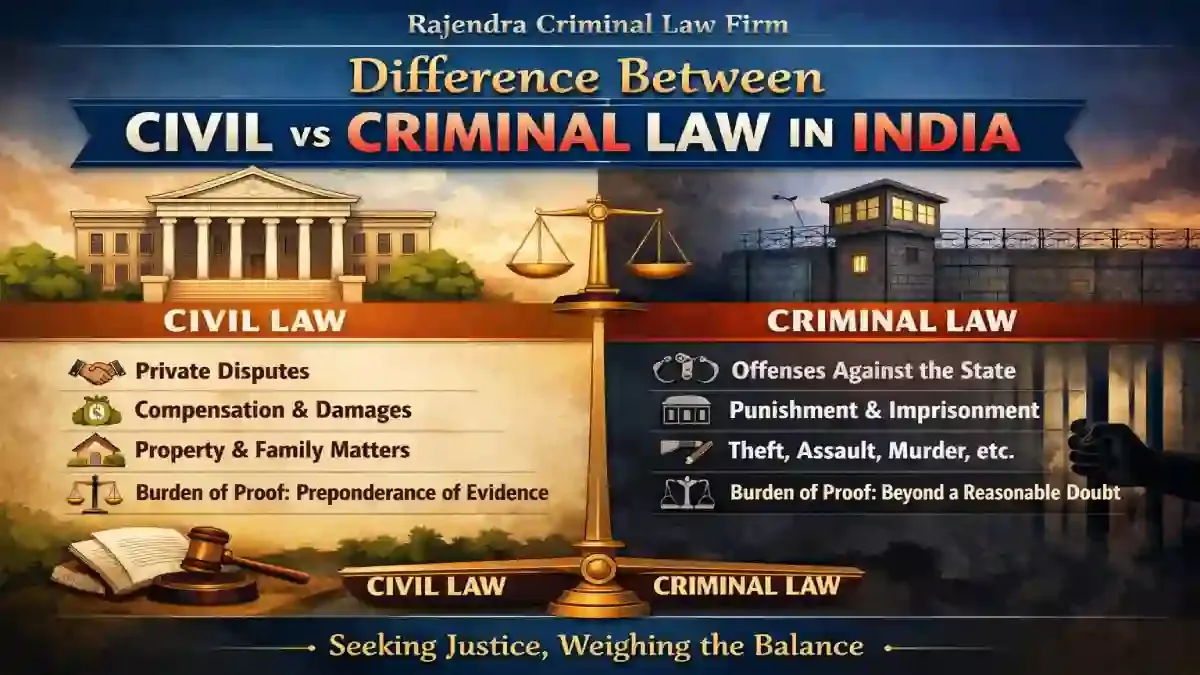 Rajendra Criminal Law Firm
Difference Between
CIVIL vs CRIMINAL LAW IN INDIA
CIVIL LAW
Private Disputes
$
Compensation & Damages
Property & Family Matters
Burden of Proof: Preponderance of Evidence
CRIMINAL LAW
Offenses Against the State
Punishment & Imprisonment
Theft, Assault, Murder, etc.
Burden of Proof: Beyond a Reasonable Doubt
CIVIL LAW
CRIMINAL LAW
Seeking Justice, Weighing the Balance